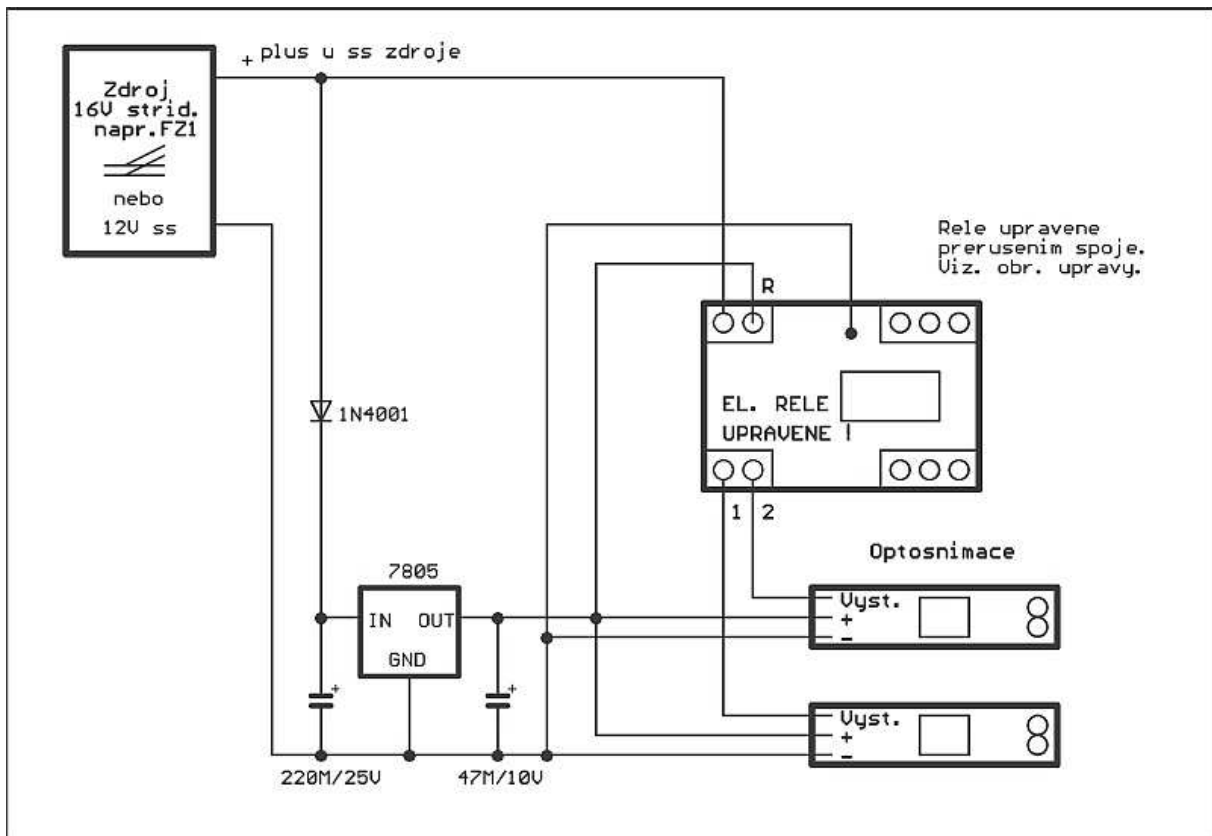 + plus u ss zdroje
Zdroj
16V strid.
napr.FZ1
nebo
12V ss
Rele upravene
prerusenim spoje.
Viz. obr. upravy.
R
EL. RELE
UPRAVENE !
1 2
1N4001
Optosnimace
7805
IN OUT
GND
+
+
220M/25V
47M/10V
Vyst.
+
-
Vyst.
+
-